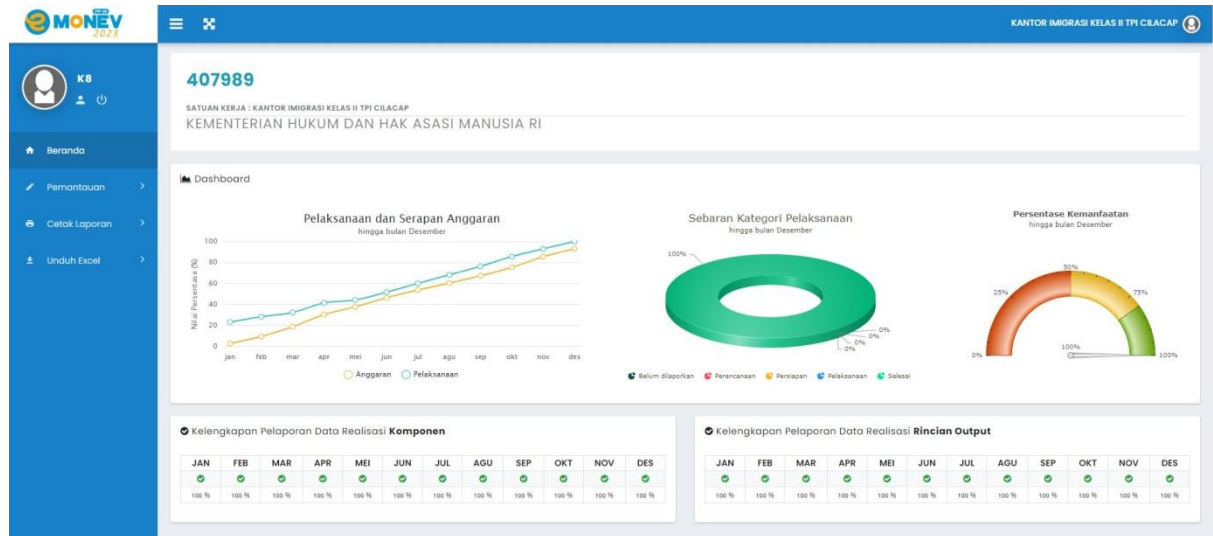 eMONEV
2023
KANTOR IMIGRASI KELAS II TPI CILACAP
K8
Beranda
Pemantauan
Cetak Laporan
Unduh Excel
407989
SATUAN KERJA : KANTOR IMIGRASI KELAS II TPI CILACAP
KEMENTERIAN HUKUM DAN HAK ASASI MANUSIA RI
Dashboard
Pelaksanaan dan Serapan Anggaran
hingga bulan Desember
Nilai Persentase (%)
100
80
60
40
20
0
jan feb mar apr mei jun jul agu sep okt nov des
Anggaran Pelaksanaan
Sebaran Kategori Pelaksanaan
hingga bulan Desember
100%
0%
0%
0%
0%
Belum dilaporkan Perencanaan Persiapan Pelaksanaan Selesai
Persentase Kemanfaatan
hingga bulan Desember
50%
25% 75%
100%
0% 100%
Kelengkapan Pelaporan Data Realisasi Komponen
JAN FEB MAR APR MEI JUN JUL AGU SEP OKT NOV DES
100 % 100 % 100 % 100 % 100 % 100 % 100 % 100 % 100 % 100 % 100 % 100 %
Kelengkapan Pelaporan Data Realisasi Rincian Output
JAN FEB MAR APR MEI JUN JUL AGU SEP OKT NOV DES
100 % 100 % 100 % 100 % 100 % 100 % 100 % 100 % 100 % 100 % 100 % 100 %